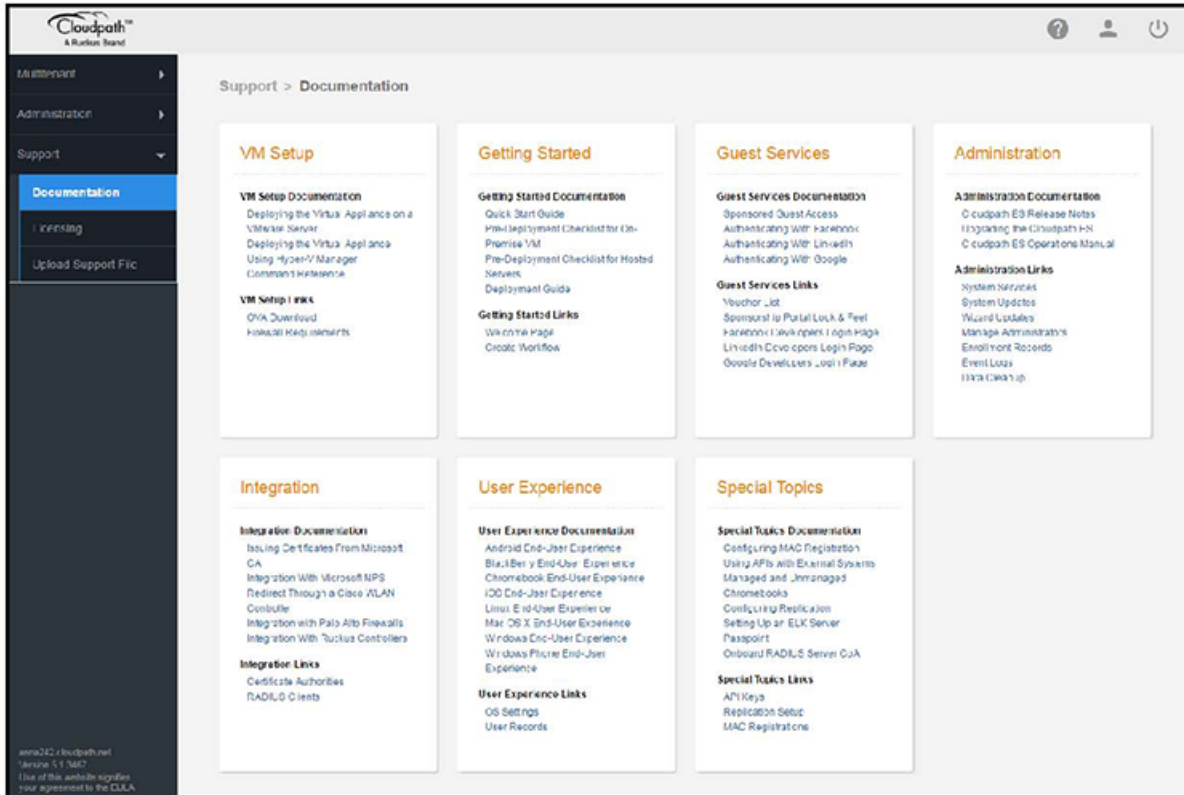 Cloudpath™
A Ruckus Brand
Multitenant
Administration
Support
Documentation
Licensing
Upload Support File
anna242.cloudpath.net
Version 5.1.3467
Use of this website signifies
your agreement to the EULA
Support > Documentation
VM Setup
VM Setup Documentation
Deploying the Virtual Appliance on a
VMware Server
Deploying the Virtual Appliance
Using Hyper-V Manager
Command Reference
VM Setup Links
OVA Download
Firewall Requirements
Getting Started
Getting Started Documentation
Quick Start Guide
Pre-Deployment Checklist for On-
Premise VM
Pre-Deployment Checklist for Hosted
Servers
Deployment Guide
Getting Started Links
Welcome Page
Create Workflow
Guest Services
Guest Services Documentation
Sponsored Guest Access
Authenticating With Facebook
Authenticating With LinkedIn
Authenticating With Google
Guest Services Links
Voucher List
Sponsorship Portal Look & Feel
Facebook Developers Login Page
LinkedIn Developers Login Page
Google Developers Login Page
Administration
Administration Documentation
Cloudpath ES Release Notes
Upgrading the Cloudpath ES
Cloudpath ES Operations Manual
Administration Links
System Services
System Updates
Wizard Updates
Manage Administrators
Enrollment Records
Event Logs
Data Cleanup
Integration
Integration Documentation
Issuing Certificates From Microsoft
CA
Integration With Microsoft NPS
Redirect Through a Cisco WLAN
Controller
Integration with Palo Alto Firewalls
Integration With Ruckus Controllers
Integration Links
Certificate Authorities
RADIUS Clients
User Experience
User Experience Documentation
Android End-User Experience
BlackBerry End-User Experience
Chromebook End-User Experience
iOS End-User Experience
Linux End-User Experience
Mac OS X End-User Experience
Windows End-User Experience
Windows Phone End-User
Experience
User Experience Links
OS Settings
User Records
Special Topics
Special Topics Documentation
Configuring MAC Registration
Using APIs with External Systems
Managed and Unmanaged
Chromebooks
Configuring Replication
Setting Up an ELK Server
Passpoint
Onboard RADIUS Server CoA
Special Topics Links
API Keys
Replication Setup
MAC Registrations